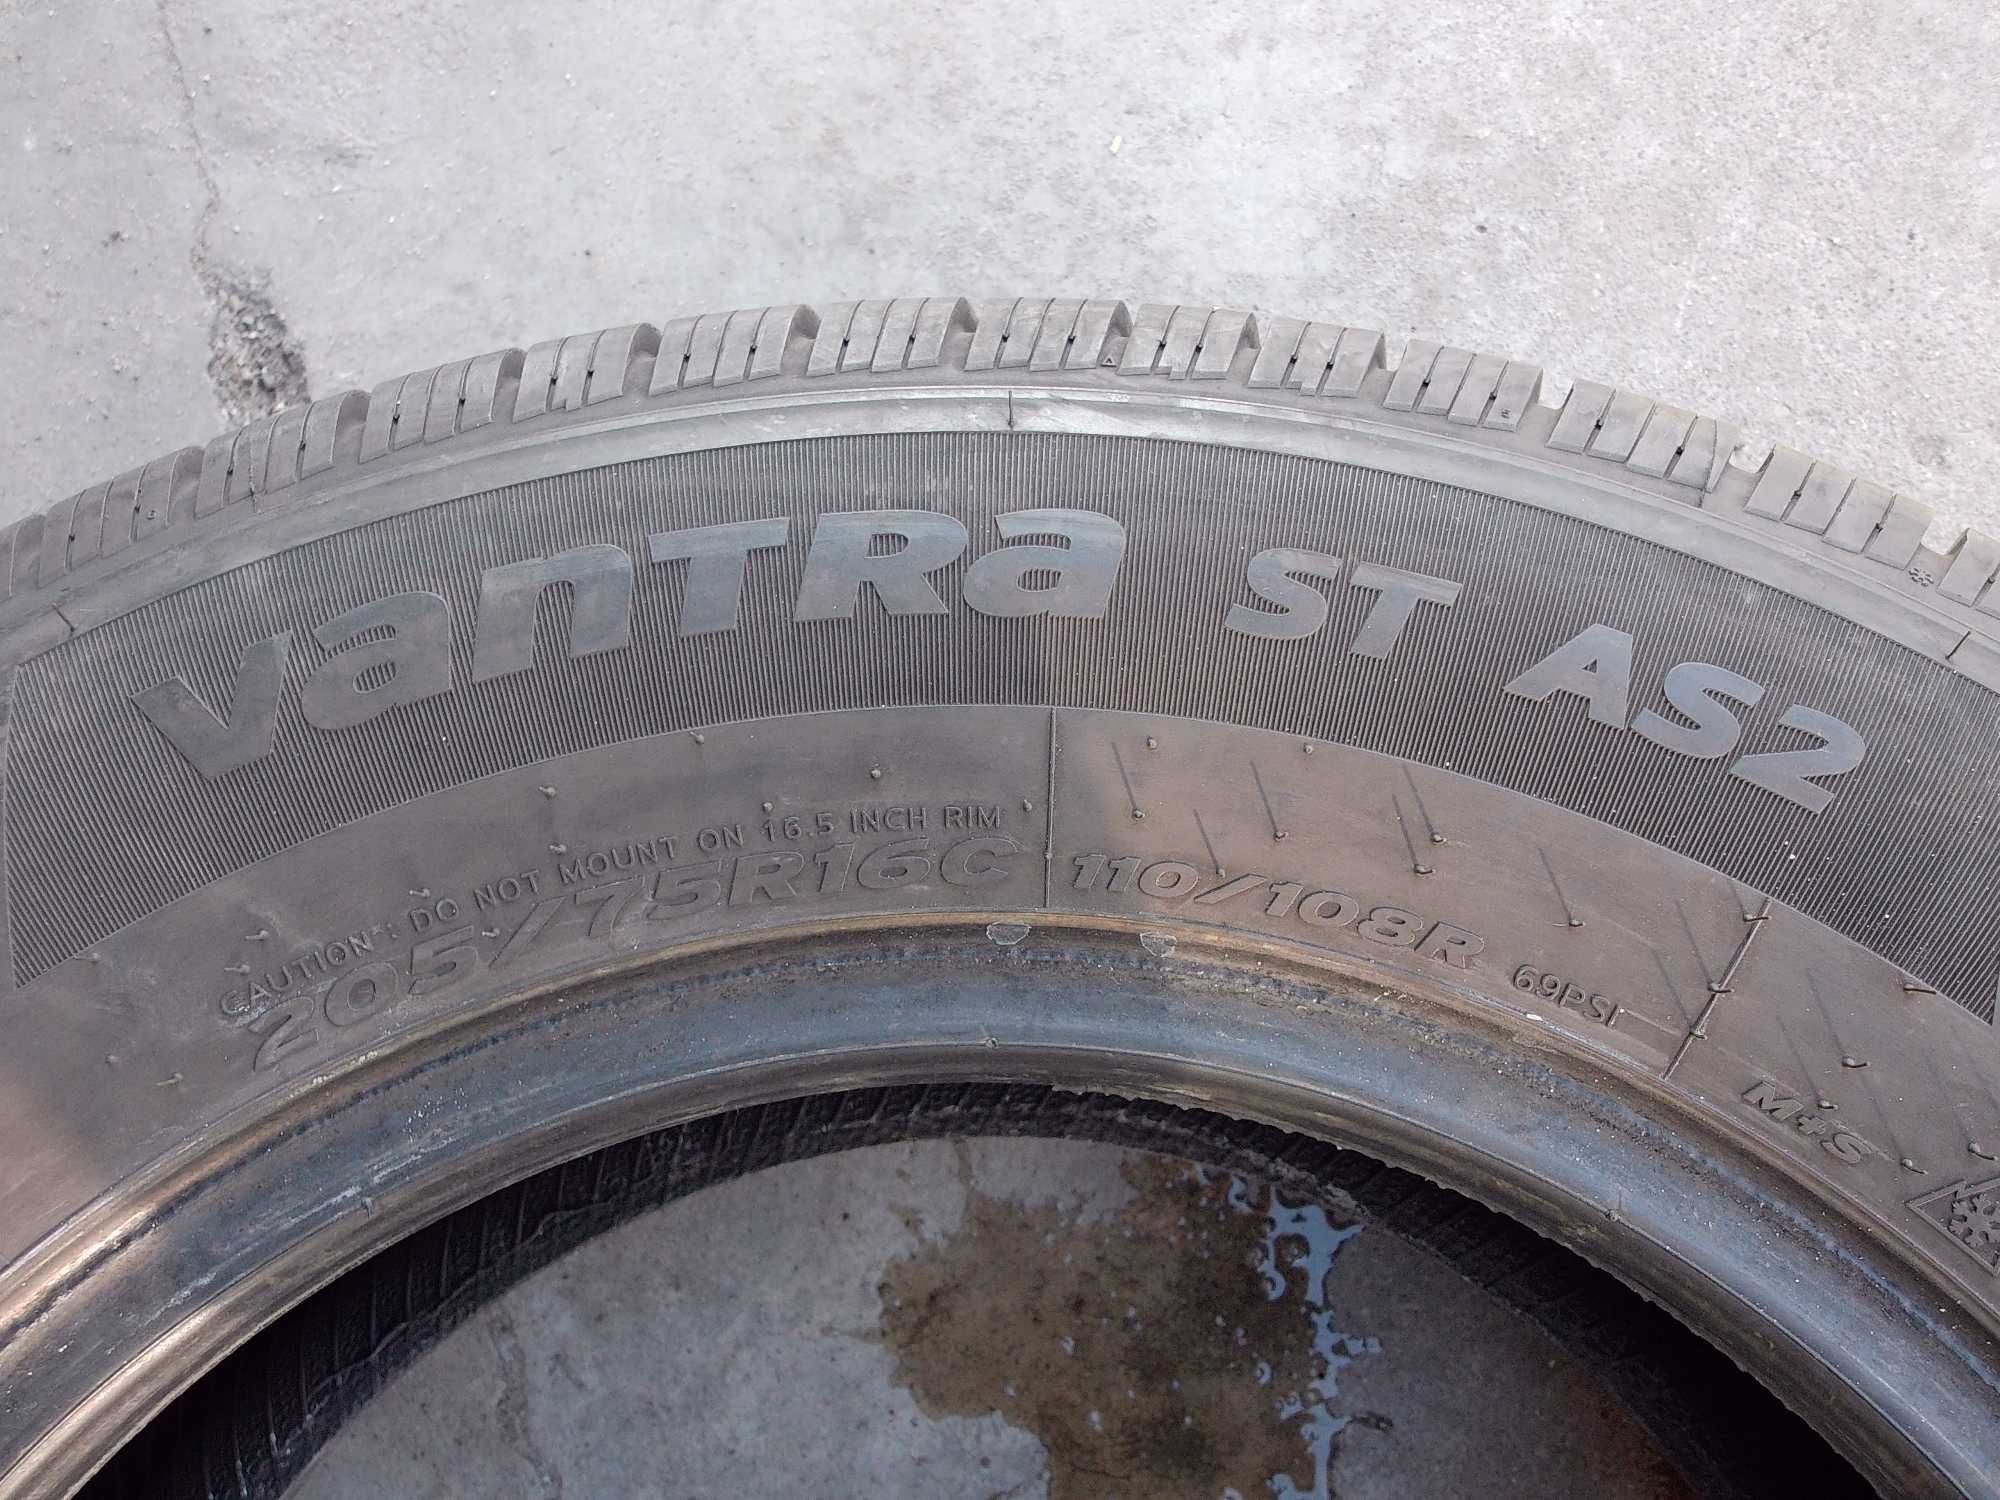 vanTRa ST AS2
CAUTION : DO NOT MOUNT ON 16.5 INCH RIM
205/75R16C 110/108R 69PSI
M+S